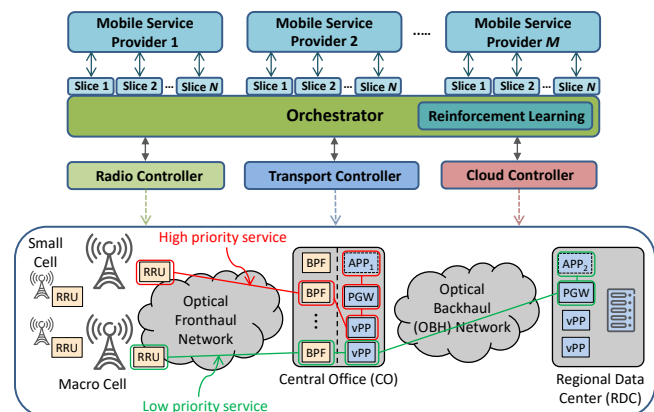 Mobile Service
Provider 1
Mobile Service
Provider 2
.....
Mobile Service
Provider M
Slice 1 Slice 2 ... Slice N
Slice 1 Slice 2 ... Slice N
Slice 1 Slice 2 ... Slice N
Orchestrator
Reinforcement Learning
Radio Controller
Transport Controller
Cloud Controller
Small
Cell
RRU
RRU
RRU
RRU
Macro Cell
High priority service
Optical
Fronthaul
Network
Low priority service
BPF
BPF
⋮
BPF
APP1
PGW
vPP
vPP
Central Office (CO)
Optical
Backhaul
(OBH) Network
APP2
PGW
vPP
vPP
Regional Data
Center (RDC)